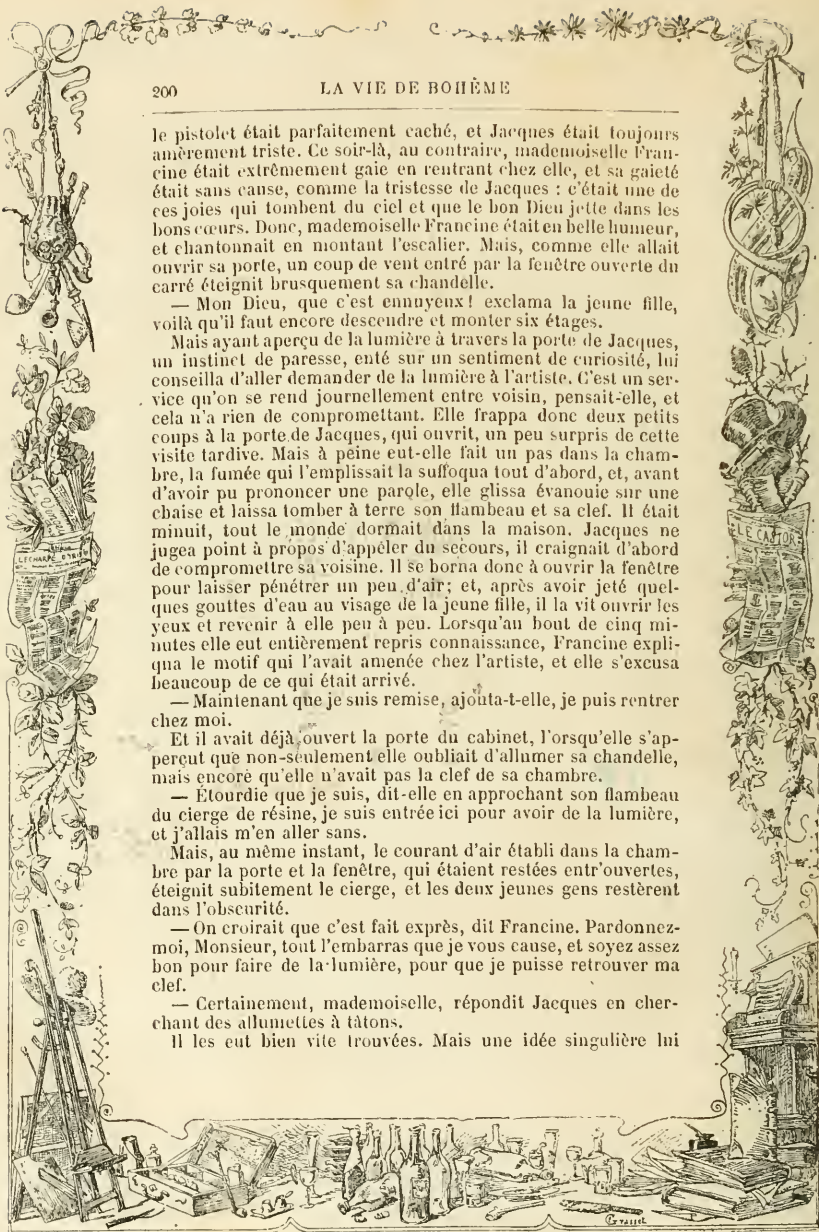 200
LA VIE DE BOHÊME
le pistolet était parfaitement caché, et Jacques était toujours
amèrement triste. Ce soir-là, au contraire, mademoiselle Fran-
cine était extrêmement gaie en rentrant chez elle, et sa gaieté
était sans cause, comme la tristesse de Jacques : c'était une de
ces joies qui tombent du ciel et que le bon Dieu jette dans les
bons cœurs. Donc, mademoiselle Francine était en belle humeur,
et chantonnait en montant l'escalier. Mais, comme elle allait
ouvrir sa porte, un coup de vent entré par la fenêtre ouverte du
carré éteignit brusquement sa chandelle.
— Mon Dieu, que c'est ennuyeux! exclama la jeune fille,
voilà qu'il faut encore descendre et monter six étages.
Mais ayant aperçu de la lumière à travers la porte de Jacques,
un instinct de paresse, enté sur un sentiment de curiosité, lui
conseilla d'aller demander de la lumière à l'artiste. C'est un ser-
vice qu'on se rend journellement entre voisin, pensait-elle, et
cela n'a rien de compromettant. Elle frappa donc deux petits
coups à la porte de Jacques, qui ouvrit, un peu surpris de cette
visite tardive. Mais à peine eut-elle fait un pas dans la cham-
bre, la fumée qui l'emplissait la suffoqua tout d'abord, et, avant
d'avoir pu prononcer une parole, elle glissa évanouie sur une
chaise et laissa tomber à terre son flambeau et sa clef. Il était
minuit, tout le monde dormait dans la maison. Jacques ne
jugea point à propos d'appeler du secours, il craignait d'abord
de compromettre sa voisine. Il se borna donc à ouvrir la fenêtre
pour laisser pénétrer un peu d'air; et, après avoir jeté quel-
ques gouttes d'eau au visage de la jeune fille, il la vit ouvrir les
yeux et revenir à elle peu à peu. Lorsqu'au bout de cinq mi-
nutes elle eut entièrement repris connaissance, Francine expli-
qua le motif qui l'avait amenée chez l'artiste, et elle s'excusa
beaucoup de ce qui était arrivé.
— Maintenant que je suis remise, ajouta-t-elle, je puis rentrer
chez moi.
Et il avait déjà ouvert la porte du cabinet, lorsqu'elle s'ap-
perçut que non-seulement elle oubliait d'allumer sa chandelle,
mais encore qu'elle n'avait pas la clef de sa chambre.
— Étourdie que je suis, dit-elle en approchant son flambeau
du cierge de résine, je suis entrée ici pour avoir de la lumière,
et j'allais m'en aller sans.
Mais, au même instant, le courant d'air établi dans la cham-
bre par la porte et la fenêtre, qui étaient restées entr'ouvertes,
éteignit subitement le cierge, et les deux jeunes gens restèrent
dans l'obscurité.
— On croirait que c'est fait exprès, dit Francine. Pardonnez-
moi, Monsieur, tout l'embarras que je vous cause, et soyez assez
bon pour faire de la lumière, pour que je puisse retrouver ma
clef.
— Certainement, mademoiselle, répondit Jacques en cher-
chant des allumettes à tâtons.
Il les eut bien vite trouvées. Mais une idée singulière lui
L'ECHARPE D'IRIS
LE CASTOR
Grasset